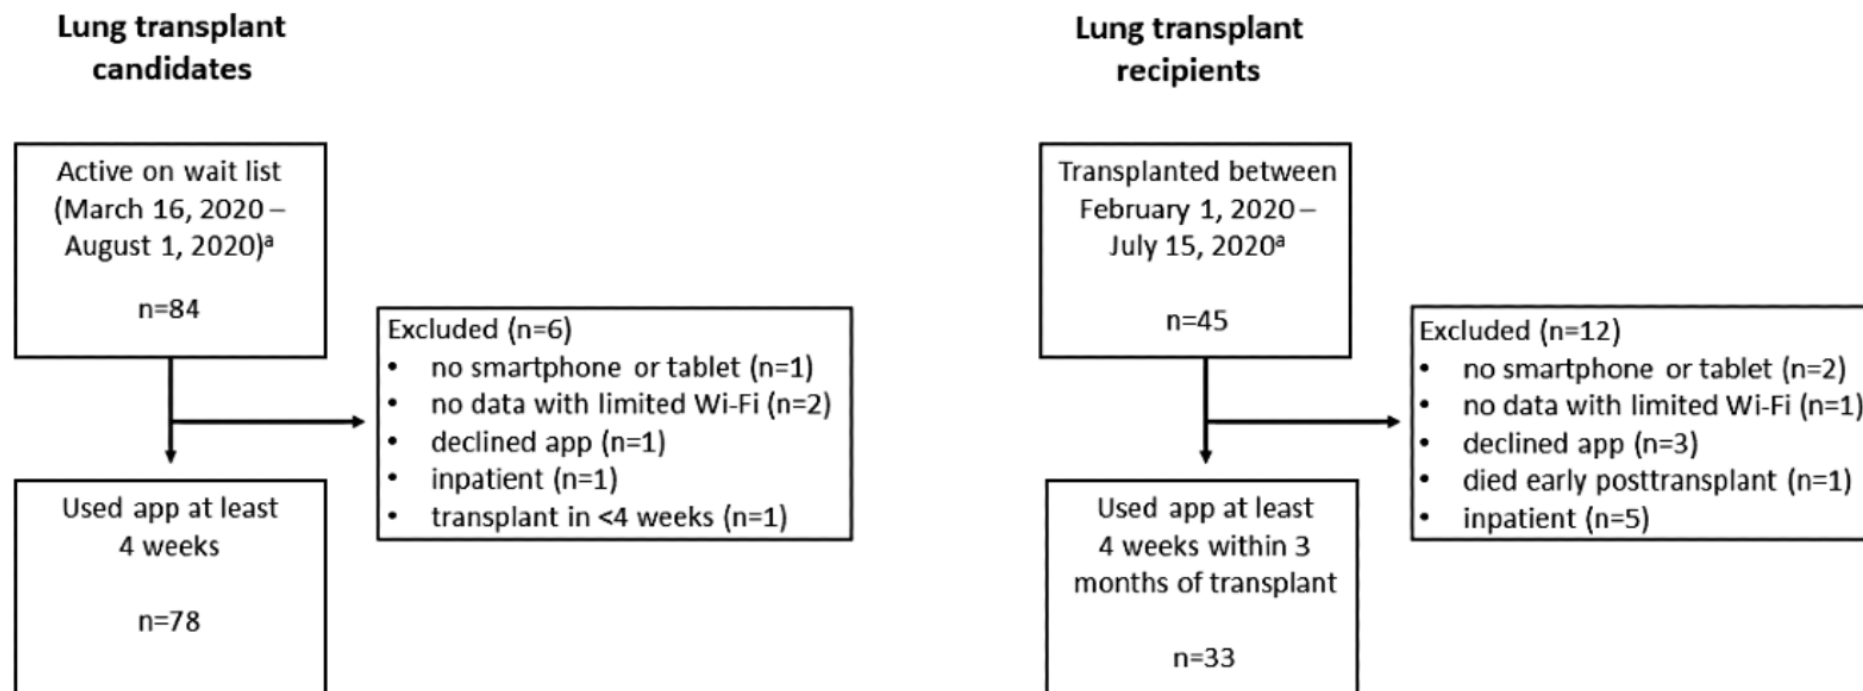 Lung transplant
candidates
Active on wait list
(March 16, 2020 –
August 1, 2020)ᵃ
n=84
Excluded (n=6)
• no smartphone or tablet (n=1)
• no data with limited Wi-Fi (n=2)
• declined app (n=1)
• inpatient (n=1)
• transplant in <4 weeks (n=1)
Used app at least
4 weeks
n=78
Lung transplant
recipients
Transplanted between
February 1, 2020 –
July 15, 2020ᵃ
n=45
Excluded (n=12)
• no smartphone or tablet (n=2)
• no data with limited Wi-Fi (n=1)
• declined app (n=3)
• died early posttransplant (n=1)
• inpatient (n=5)
Used app at least
4 weeks within 3
months of transplant
n=33